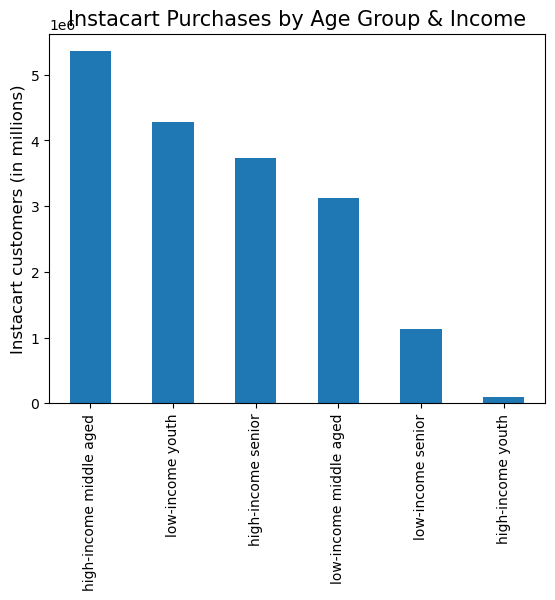 Instacart Purchases by Age Group & Income
1e6
Instacart customers (in millions)
5
4
3
2
1
0
high-income middle aged
low-income youth
high-income senior
low-income middle aged
low-income senior
high-income youth